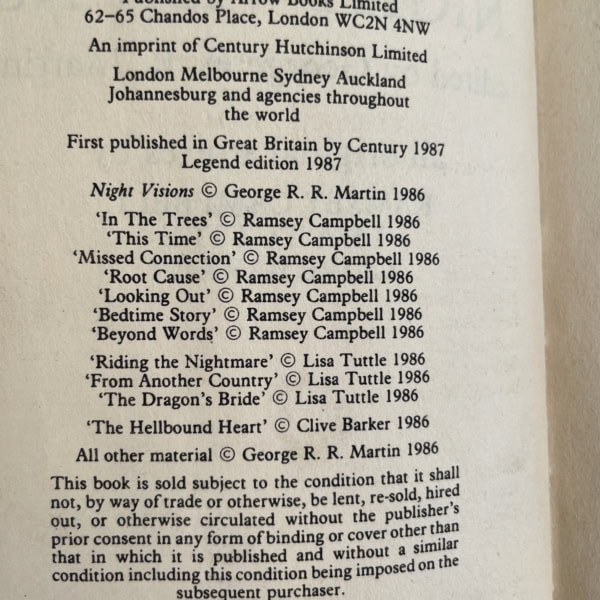 Published by Arrow Books Limited
62–65 Chandos Place, London WC2N 4NW
An imprint of Century Hutchinson Limited
London Melbourne Sydney Auckland
Johannesburg and agencies throughout
the world
First published in Great Britain by Century 1987
Legend edition 1987
Night Visions © George R. R. Martin 1986
‘In The Trees’ © Ramsey Campbell 1986
‘This Time’ © Ramsey Campbell 1986
‘Missed Connection’ © Ramsey Campbell 1986
‘Root Cause’ © Ramsey Campbell 1986
‘Looking Out’ © Ramsey Campbell 1986
‘Bedtime Story’ © Ramsey Campbell 1986
‘Beyond Words’ © Ramsey Campbell 1986
‘Riding the Nightmare’ © Lisa Tuttle 1986
‘From Another Country’ © Lisa Tuttle 1986
‘The Dragon's Bride’ © Lisa Tuttle 1986
‘The Hellbound Heart’ © Clive Barker 1986
All other material © George R. R. Martin 1986
This book is sold subject to the condition that it shall
not, by way of trade or otherwise, be lent, re-sold, hired
out, or otherwise circulated without the publisher's
prior consent in any form of binding or cover other than
that in which it is published and without a similar
condition including this condition being imposed on the
subsequent purchaser.